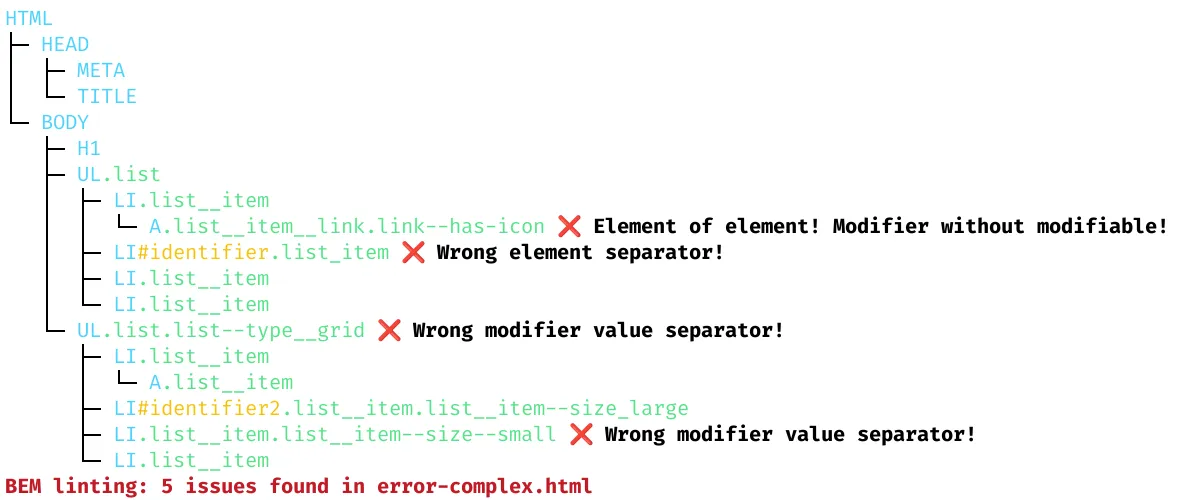 HTML
HEAD
META
TITLE
BODY
H1
UL.list
LI.list__item
A.list__item__link.link--has-icon ❌ Element of element! Modifier without modifiable!
LI#identifier.list_item ❌ Wrong element separator!
LI.list__item
LI.list__item
UL.list.list--type__grid ❌ Wrong modifier value separator!
LI.list__item
A.list__item
LI#identifier2.list__item.list__item--size_large
LI.list__item.list__item--size--small ❌ Wrong modifier value separator!
LI.list__item
BEM linting: 5 issues found in error-complex.html